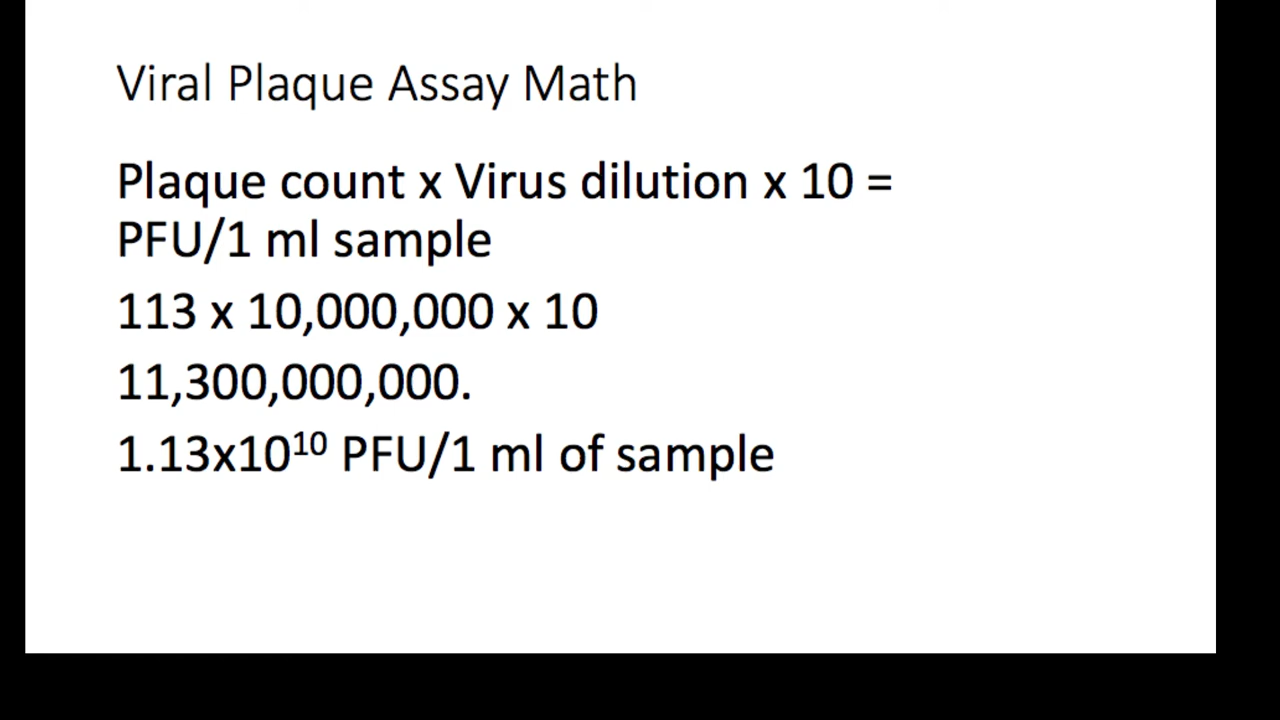 Viral Plaque Assay Math
Plaque count x Virus dilution x 10 =
PFU/1 ml sample
113 x 10,000,000 x 10
11,300,000,000.
1.13x10¹⁰ PFU/1 ml of sample